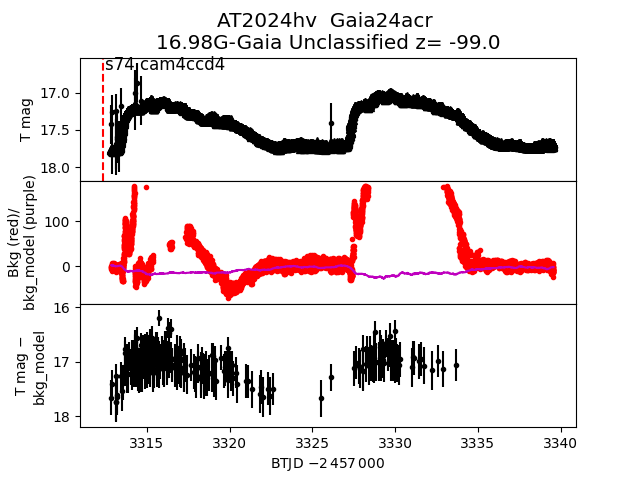 AT2024hv  Gaia24acr
16.98G-Gaia Unclassified z= -99.0
s74 cam4ccd4
T mag
17.0
17.5
18.0
Bkg (red)/
bkg_model (purple)
100
0
T mag −
bkg_model
16
17
18
3315
3320
3325
3330
3335
3340
BTJD −2 457 000